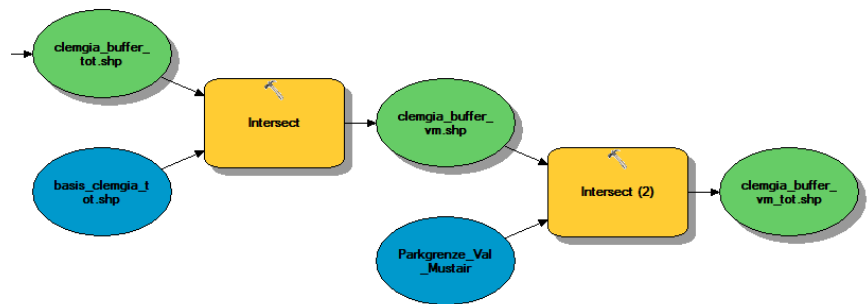 clemgia_buffer_
tot.shp
Intersect
basis_clemgia_t
ot.shp
clemgia_buffer_
vm.shp
Intersect (2)
Parkgrenze_Val
_Mustair
clemgia_buffer_
vm_tot.shp